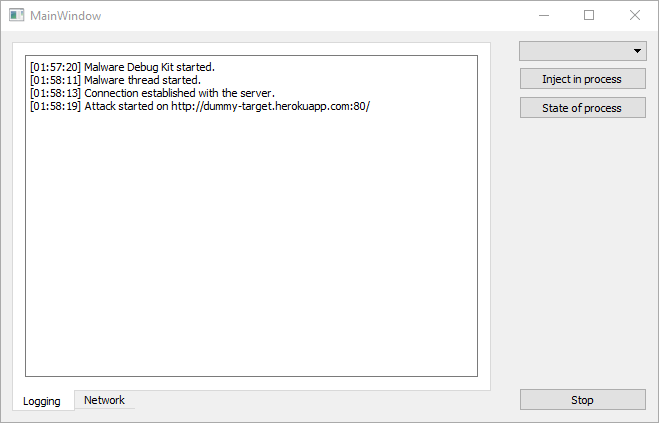 MainWindow
[01:57:20] Malware Debug Kit started.
[01:58:11] Malware thread started.
[01:58:13] Connection established with the server.
[01:58:19] Attack started on http://dummy-target.herokuapp.com:80/
Inject in process
State of process
Logging
Network
Stop